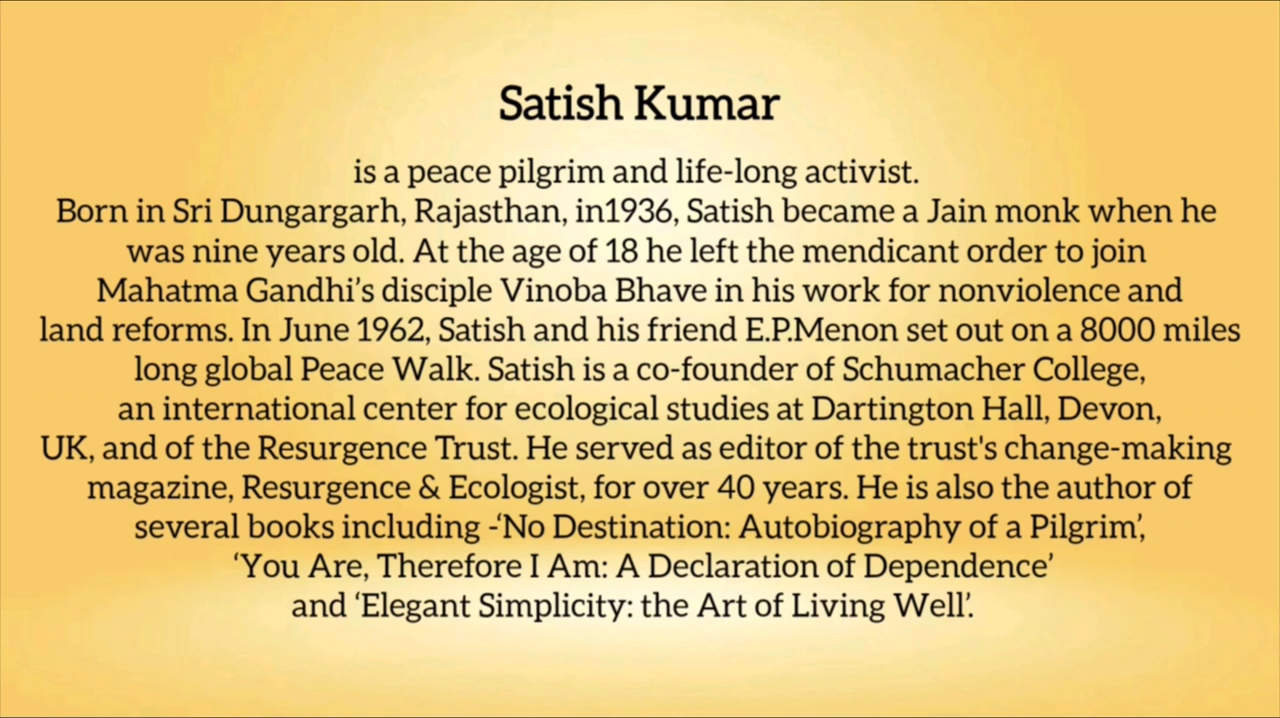 Satish Kumar
is a peace pilgrim and life-long activist.
Born in Sri Dungargarh, Rajasthan, in1936, Satish became a Jain monk when he
was nine years old. At the age of 18 he left the mendicant order to join
Mahatma Gandhi’s disciple Vinoba Bhave in his work for nonviolence and
land reforms. In June 1962, Satish and his friend E.P.Menon set out on a 8000 miles
long global Peace Walk. Satish is a co-founder of Schumacher College,
an international center for ecological studies at Dartington Hall, Devon,
UK, and of the Resurgence Trust. He served as editor of the trust's change-making
magazine, Resurgence & Ecologist, for over 40 years. He is also the author of
several books including -‘No Destination: Autobiography of a Pilgrim’,
‘You Are, Therefore I Am: A Declaration of Dependence’
and ‘Elegant Simplicity: the Art of Living Well’.